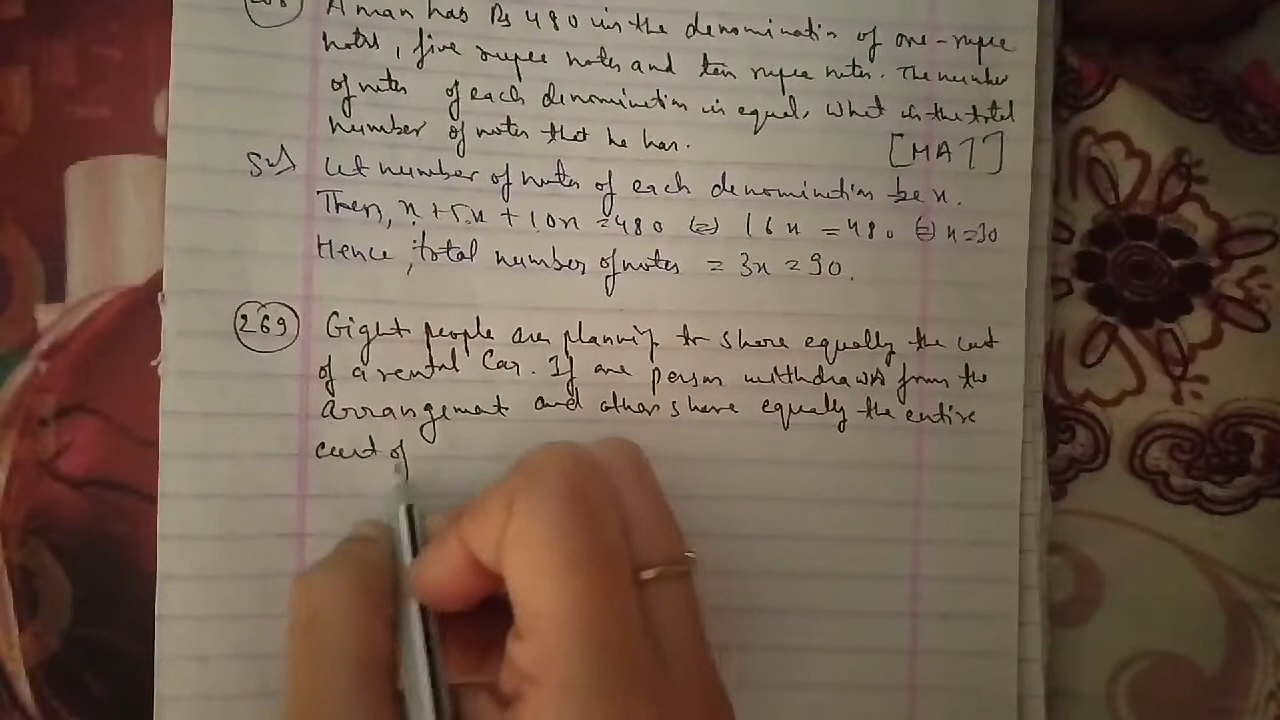 A man has Rs 480 in the denomination of one-rupee
notes, five rupee notes and ten rupee notes. The number
of notes of each denomination is equal, What is the total
number of notes that he has.
[MAT]
Sol Let number of notes of each denomination be x.
Then, x + 5x + 10x = 480 (=) 16x = 480 (=) x = 30
Hence, total number of notes = 3x = 90.
269 Eight people are planning to share equally the cost
of a rental Car. If one person withdraws from the
arrangement and others share equally the entire
cost of